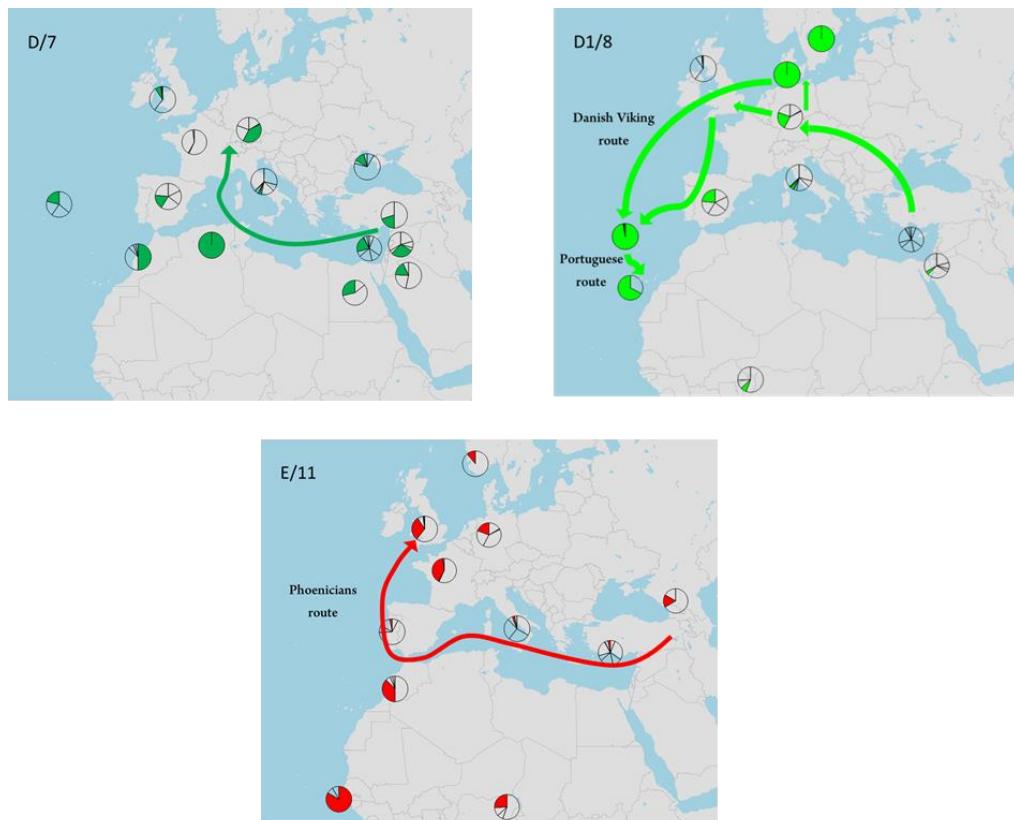 D/7
D1/8
Danish Viking
route
Portuguese
route
E/11
Phoenicians
route